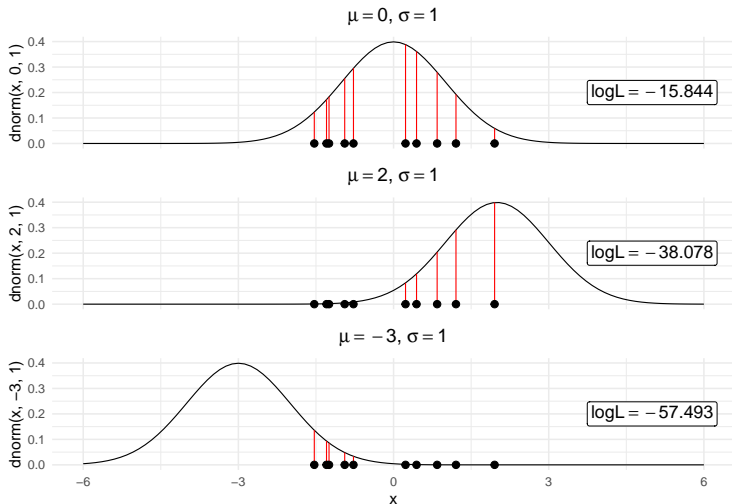 μ = 0, σ = 1
dnorm(x, 0, 1)
0.4
0.3
0.2
0.1
0.0
logL = −15.844
μ = 2, σ = 1
dnorm(x, 2, 1)
0.4
0.3
0.2
0.1
0.0
logL = −38.078
μ = −3, σ = 1
dnorm(x, −3, 1)
0.4
0.3
0.2
0.1
0.0
logL = −57.493
−6 −3 0 3 6
x